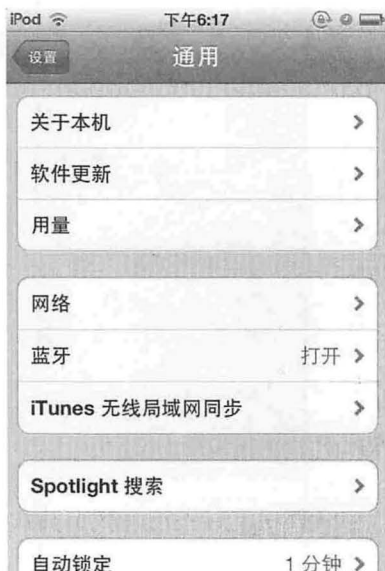 iPod 下午6:17
设置 通用
关于本机
软件更新
用量
网络
蓝牙 打开
iTunes 无线局域网同步
Spotlight 搜索
自动锁定 1 分钟